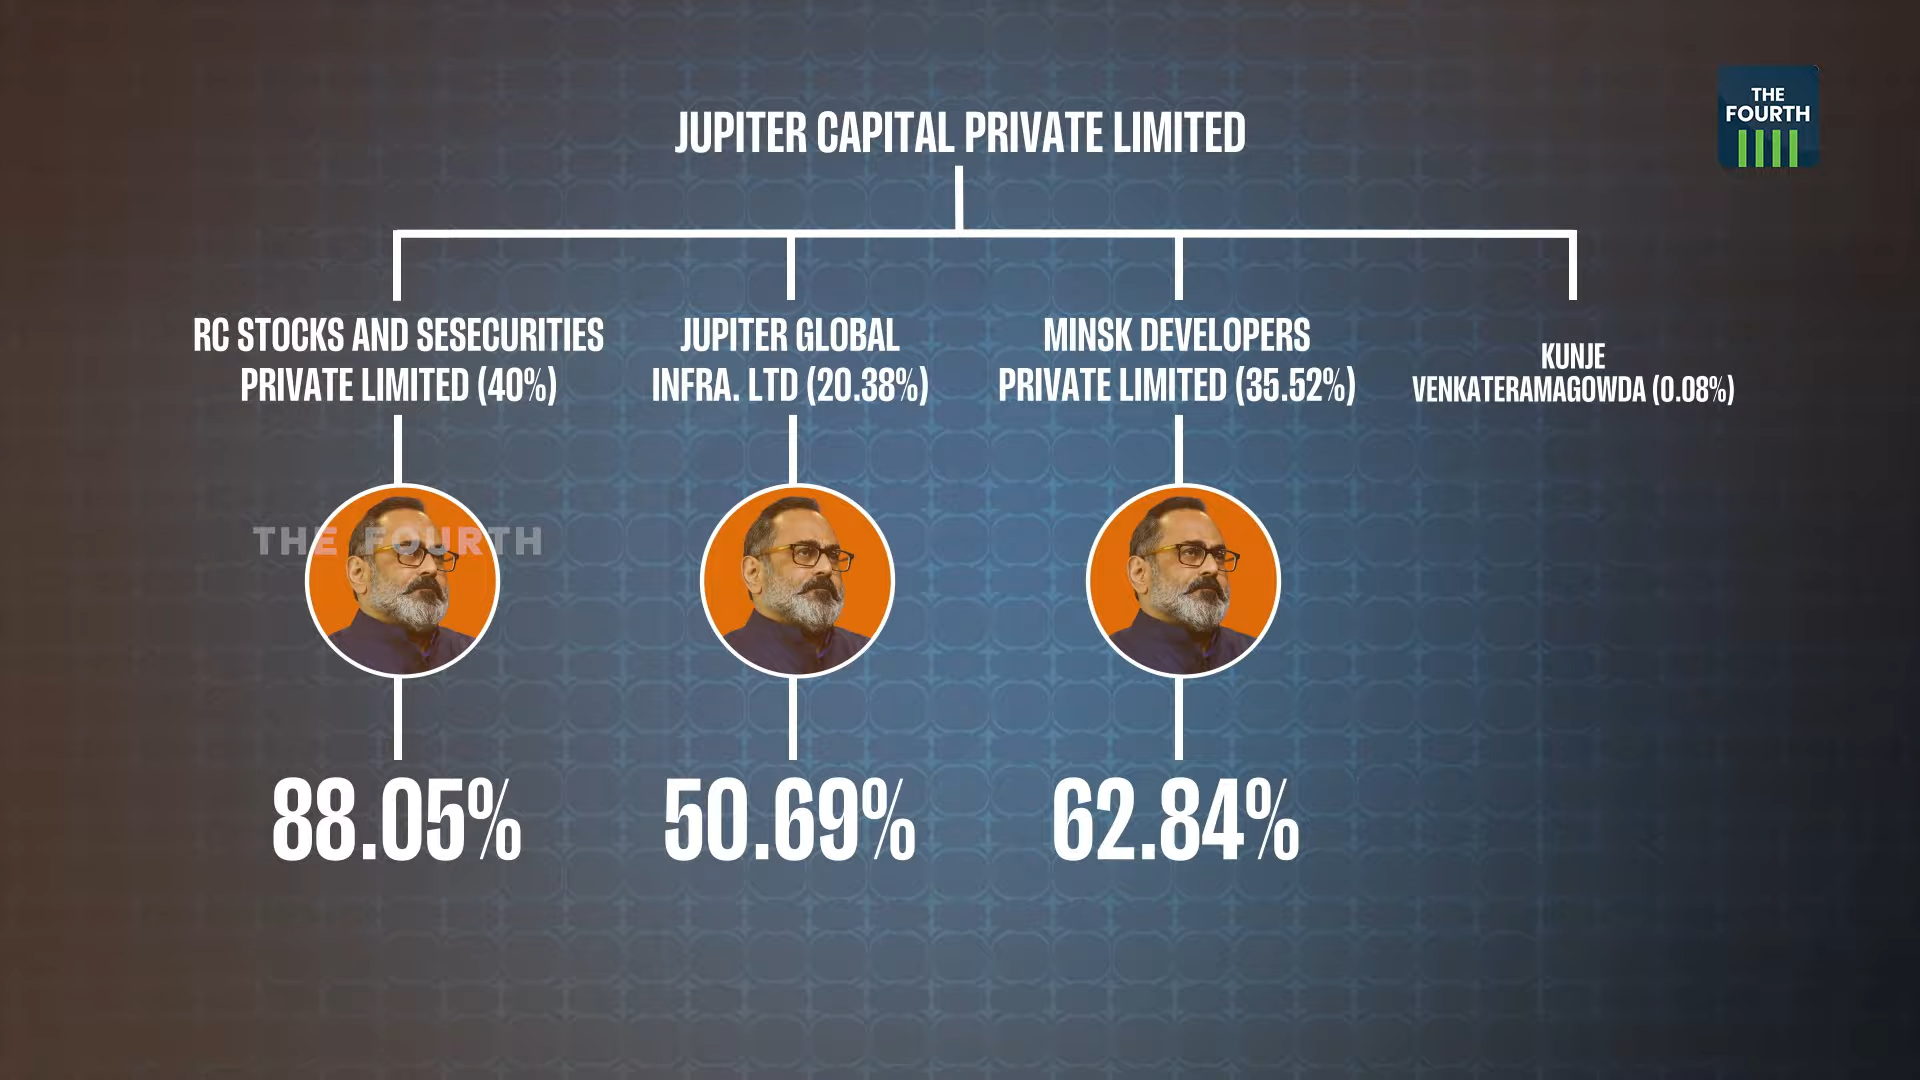 THE
FOURTH
JUPITER CAPITAL PRIVATE LIMITED
RC STOCKS AND SESECURITIES
PRIVATE LIMITED (40%)
JUPITER GLOBAL
INFRA. LTD (20.38%)
MINSK DEVELOPERS
PRIVATE LIMITED (35.52%)
KUNJE
VENKATERAMAGOWDA (0.08%)
THE FOURTH
88.05%
50.69%
62.84%